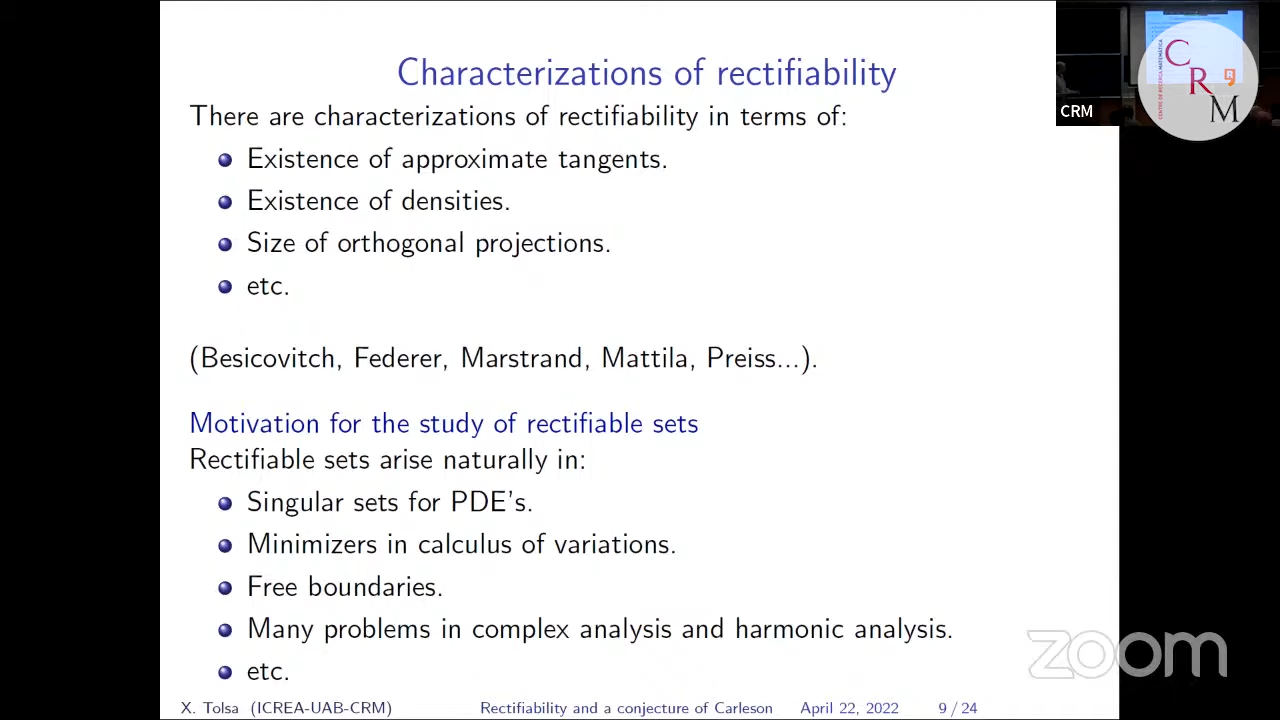 Characterizations of rectifiability
There are characterizations of rectifiability in terms of:
Existence of approximate tangents.
Existence of densities.
Size of orthogonal projections.
etc.
(Besicovitch, Federer, Marstrand, Mattila, Preiss...).
Motivation for the study of rectifiable sets
Rectifiable sets arise naturally in:
Singular sets for PDE's.
Minimizers in calculus of variations.
Free boundaries.
Many problems in complex analysis and harmonic analysis.
etc.
X. Tolsa (ICREA-UAB-CRM) Rectifiability and a conjecture of Carleson April 22, 2022 9 / 24
CRM
CENTRE DE RECERCA MATEMÀTICA
C
R
M
zoom